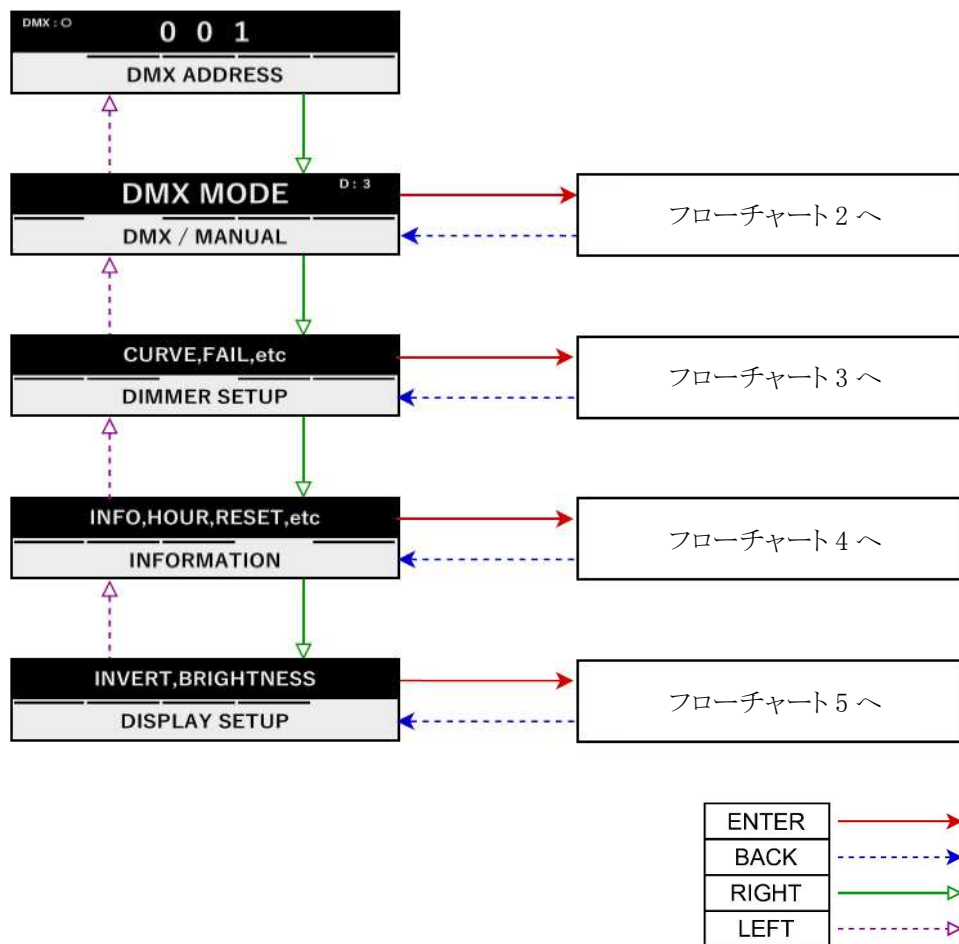 DMX : O
0 0 1
DMX ADDRESS
DMX MODE
D : 3
DMX / MANUAL
フローチャート 2 へ
CURVE,FAIL,etc
DIMMER SETUP
フローチャート 3 へ
INFO,HOUR,RESET,etc
INFORMATION
フローチャート 4 へ
INVERT,BRIGHTNESS
DISPLAY SETUP
フローチャート 5 へ
ENTER
BACK
RIGHT
LEFT